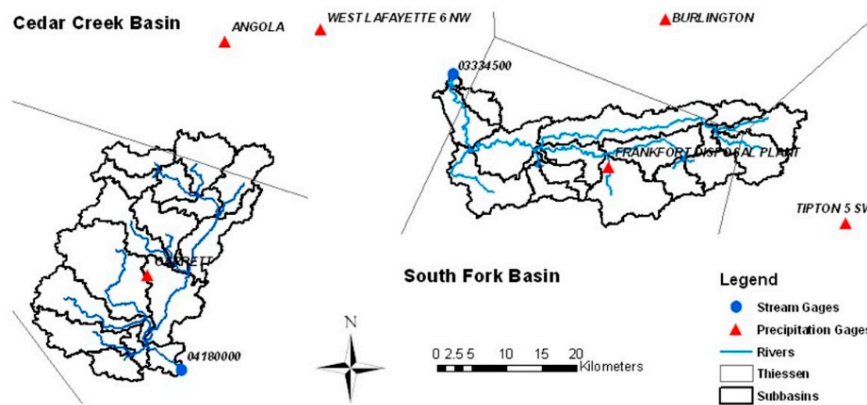 Cedar Creek Basin
ANGOLA
WEST LAFAYETTE 6 NW
BURLINGTON
03334500
FRANKFORT DISPOSAL PLANT
TIPTON 5 SW
GARRETT
04180000
South Fork Basin
N
0 2.5 5 10 15 20
Kilometers
Legend
Stream Gages
Precipitation Gages
Rivers
Thiessen
Subbasins